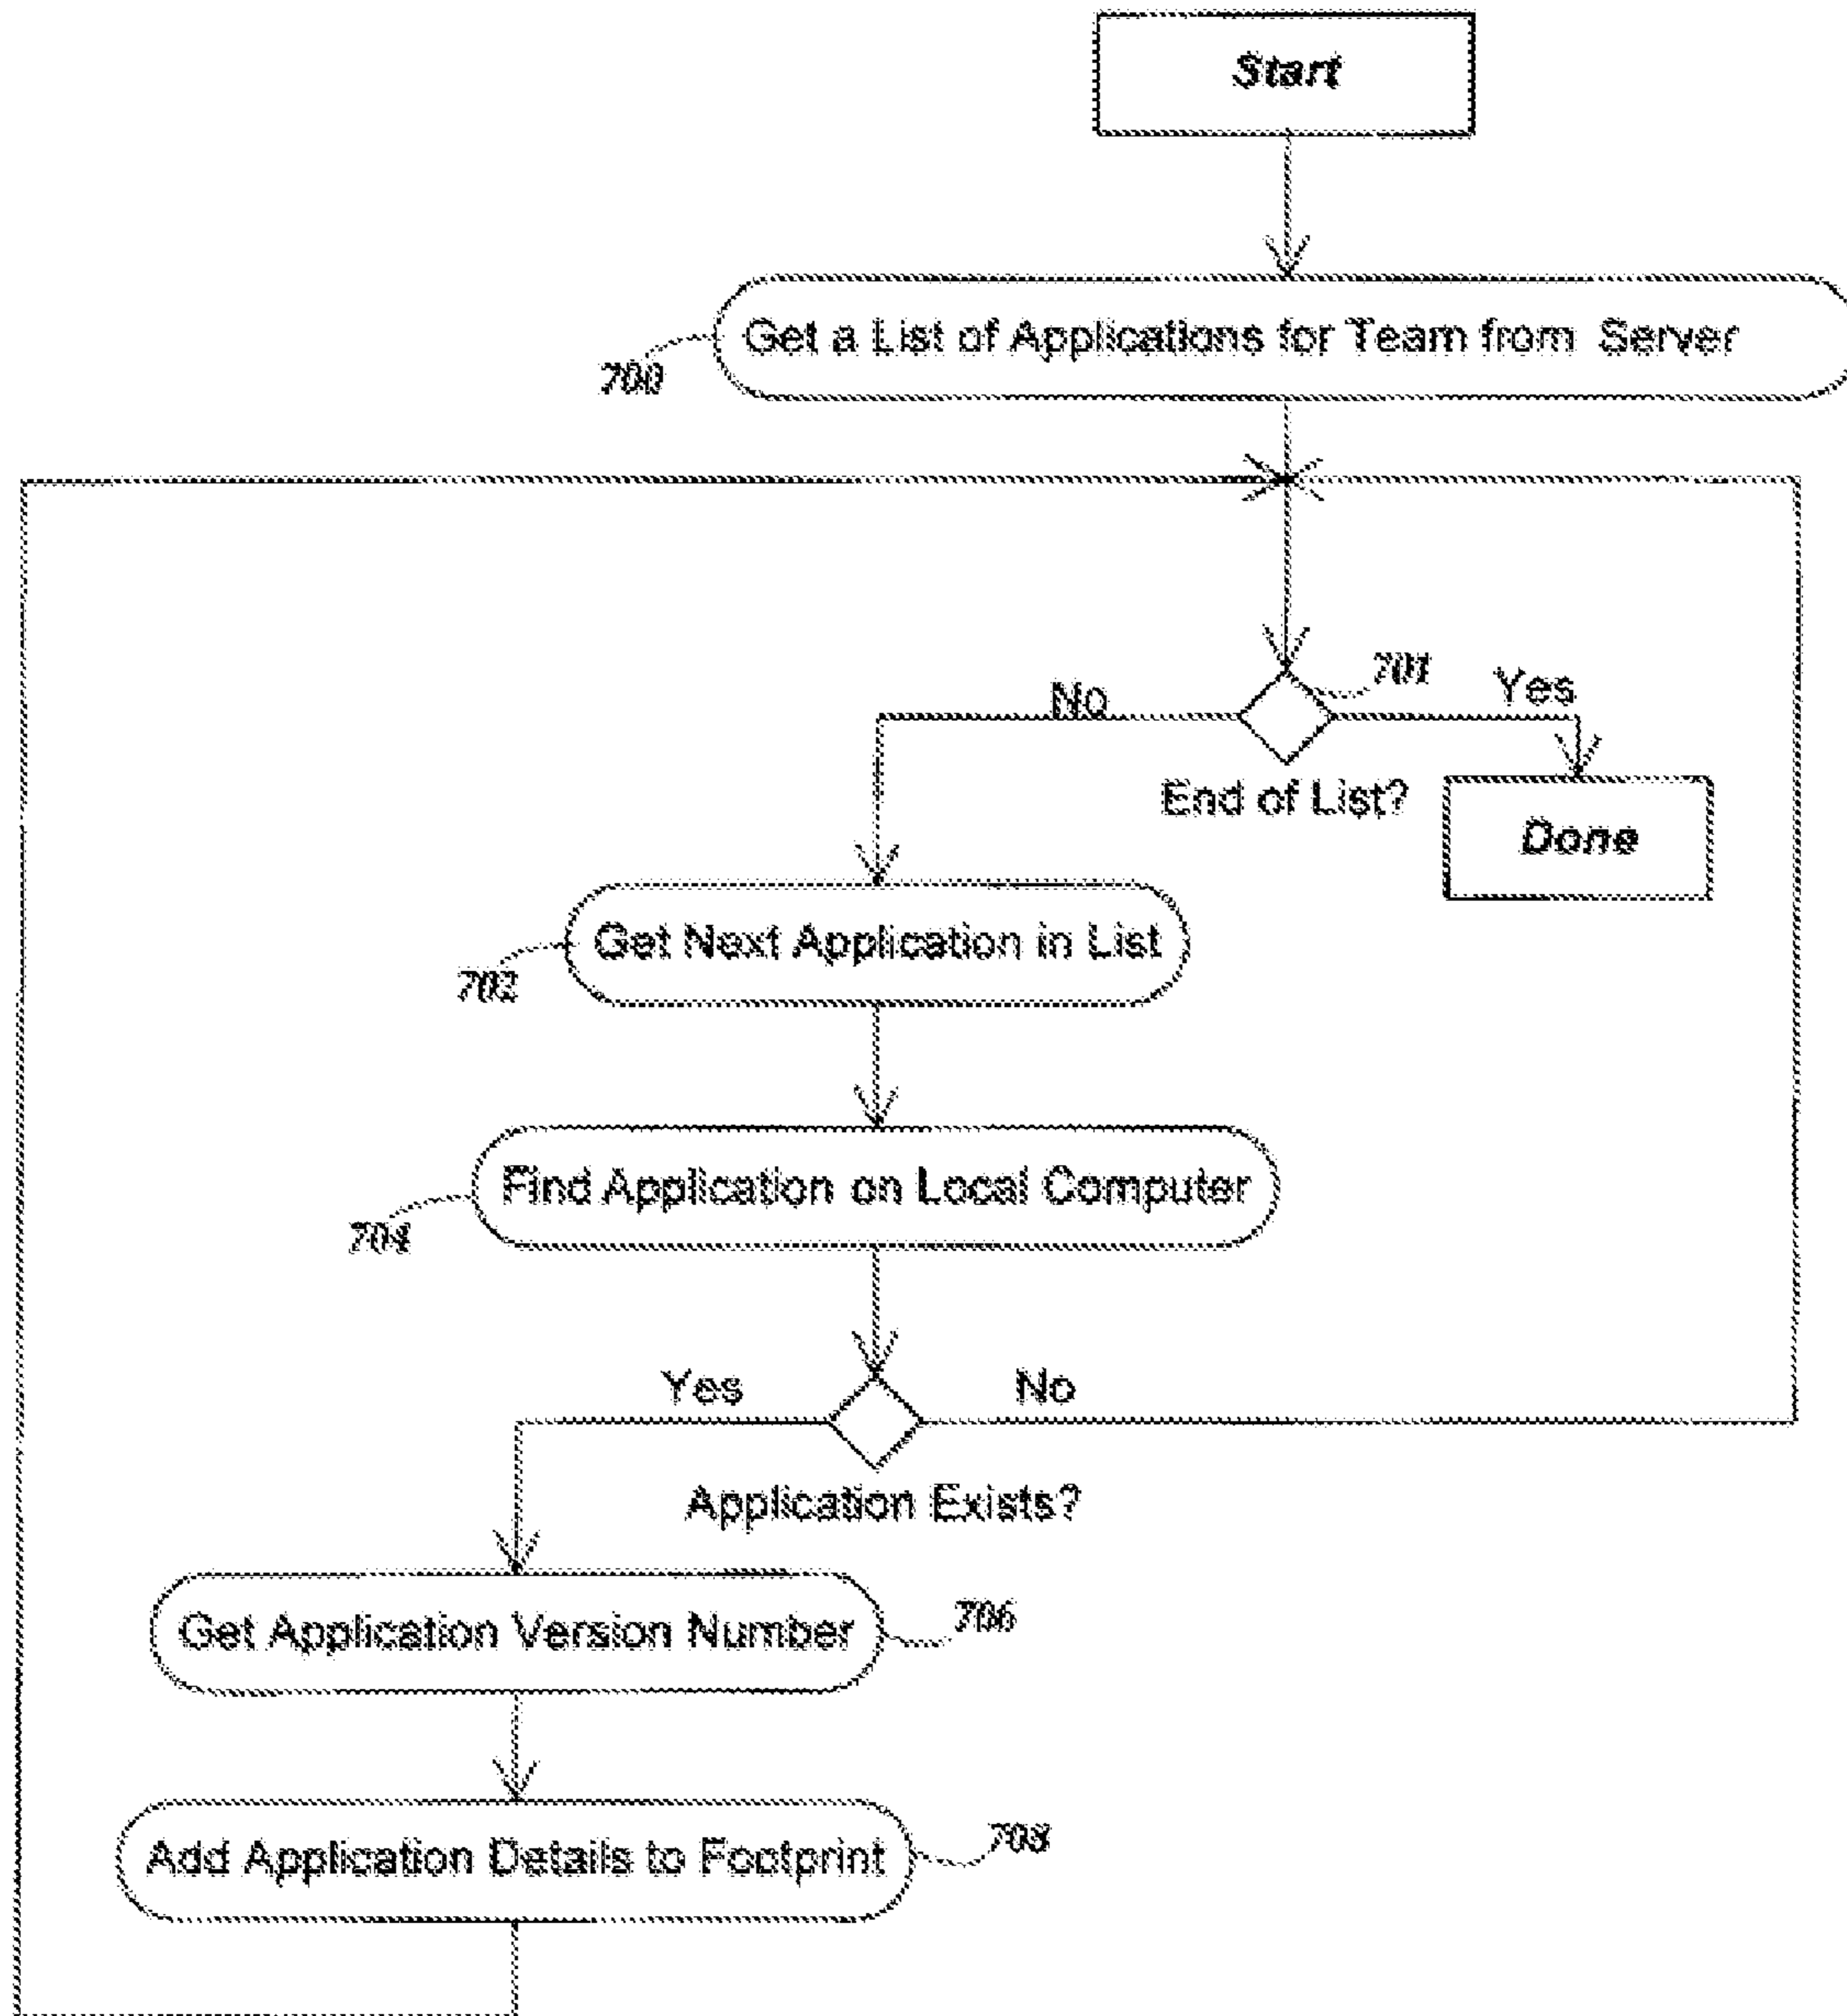 Start
Get a List of Applications for Team from Server
700
701
No
Yes
End of List?
Done
Get Next Application in List
702
Find Application on Local Computer
704
Yes
No
Application Exists?
Get Application Version Number
706
Add Application Details to Footprint
708